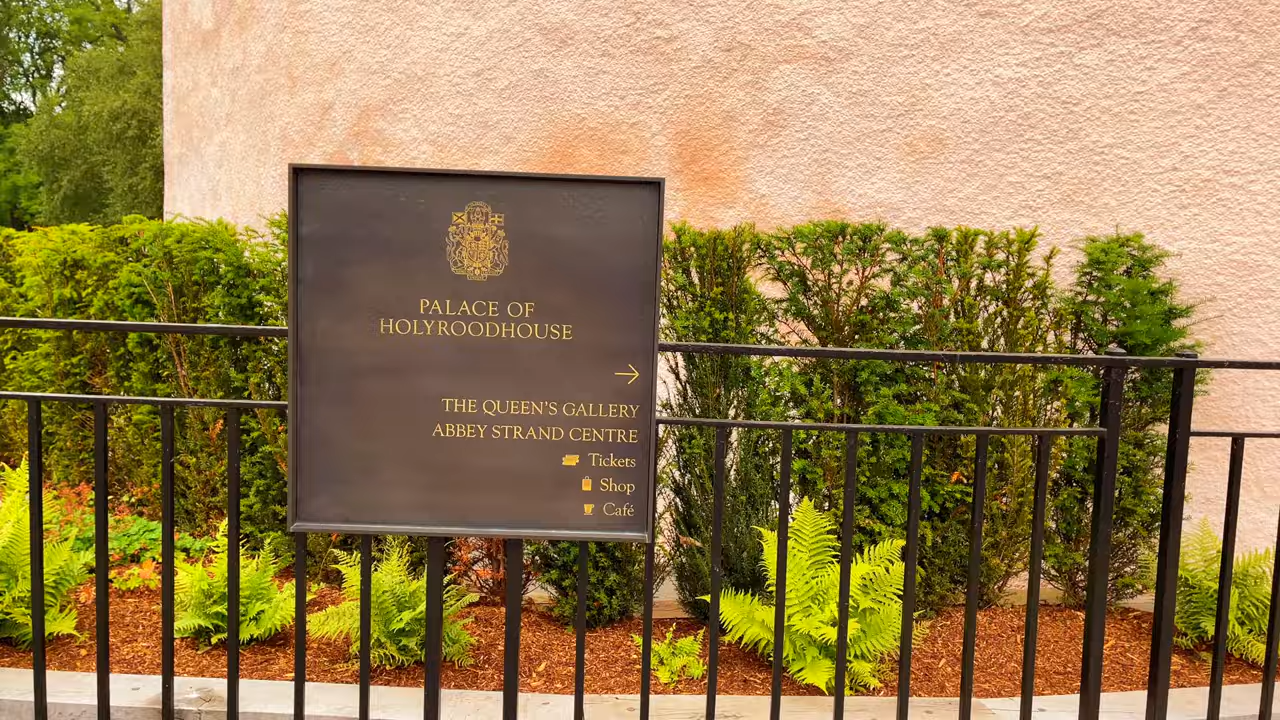 PALACE OF
HOLYROODHOUSE
→
THE QUEEN'S GALLERY
ABBEY STRAND CENTRE
Tickets
Shop
Café